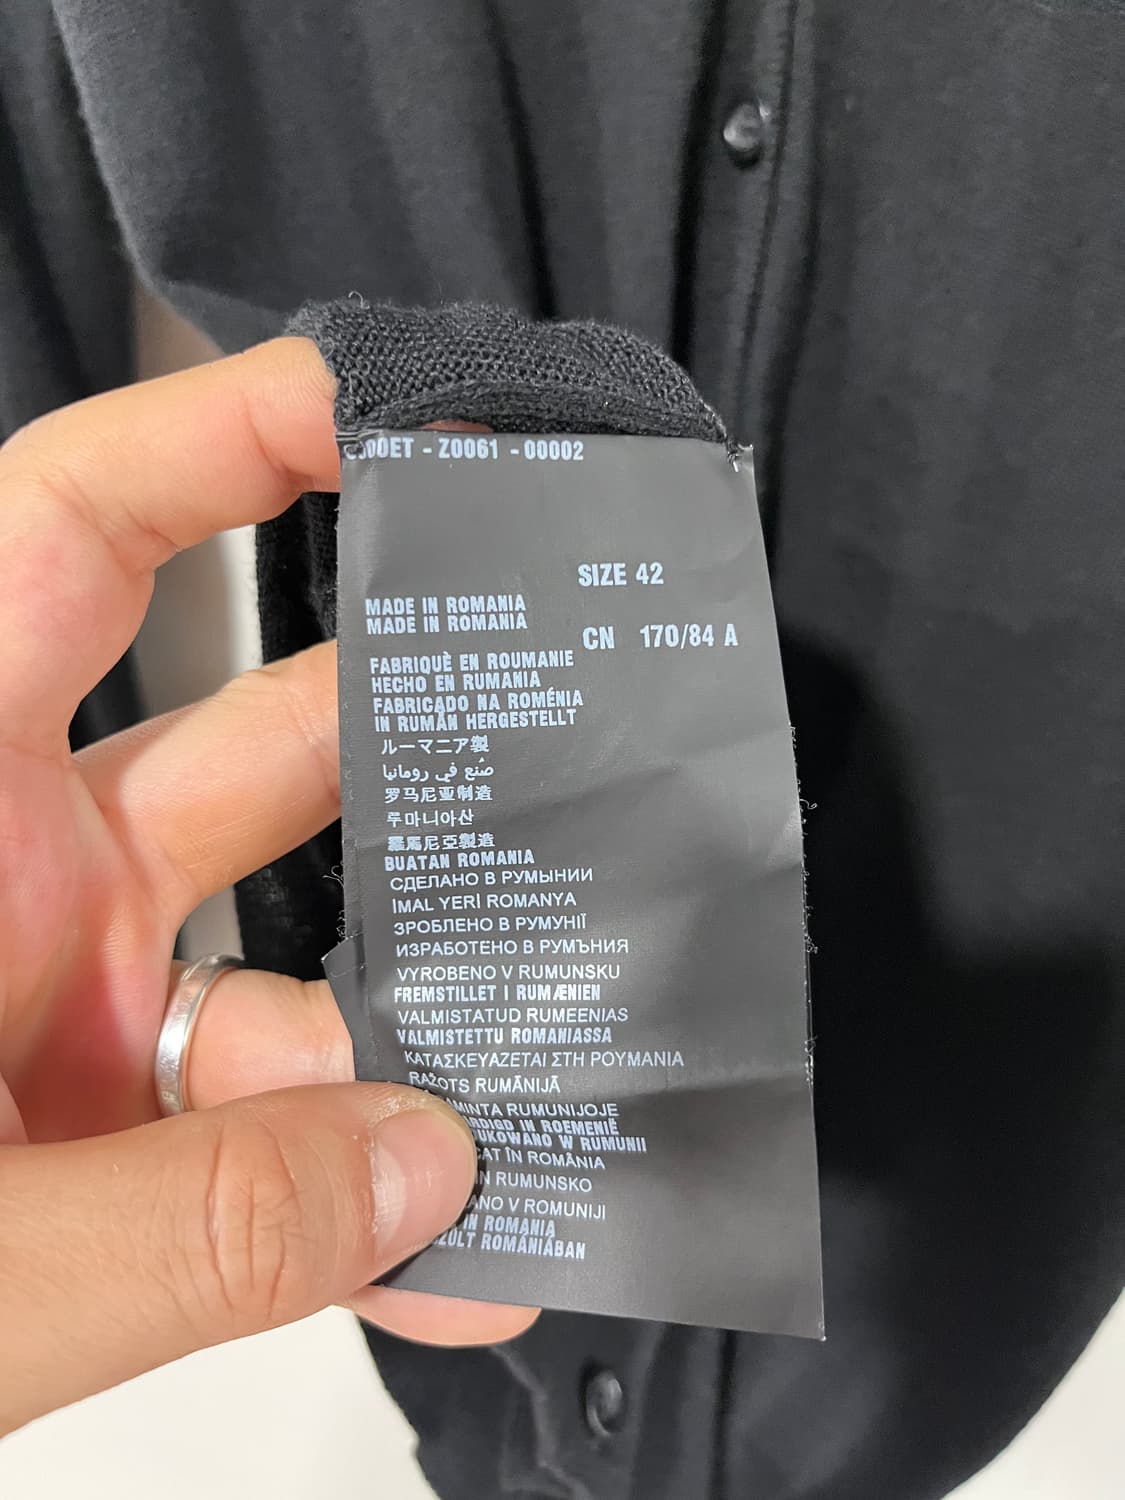 Z0061 - 00002
SIZE 42
MADE IN ROMANIA
MADE IN ROMANIA
CN 170/84 A
FABRIQUÈ EN ROUMANIE
HECHO EN RUMANIA
FABRICADO NA ROMÉNIA
IN RUMÄN HERGESTELLT
ルーマニア製
صنع في رومانيا
罗马尼亚制造
루마니아산
羅馬尼亞製造
BUATAN ROMANIA
СДЕЛАНО В РУМЫНИИ
IMAL YERİ ROMANYA
ЗРОБЛЕНО В РУМУНІЇ
ИЗРАБОТЕНО В РУМЪНИЯ
VYROBENO V RUMUNSKU
FREMSTILLET I RUMÆNIEN
VALMISTATUD RUMEENIAS
VALMISTETTU ROMANIASSA
ΚΑΤΑΣΚΕΥΑΖΕΤΑΙ ΣΤΗ ΡΟΥΜΑΝΙΑ
RAŽOTS RUMĀNIJĀ
RUMUNIJOJE
IN ROEMENIË
W RUMUNII
ÎN ROMÂNIA
RUMUNSKO
V ROMUNIJI
IN ROMANIA
ROMÁNIÁBAN